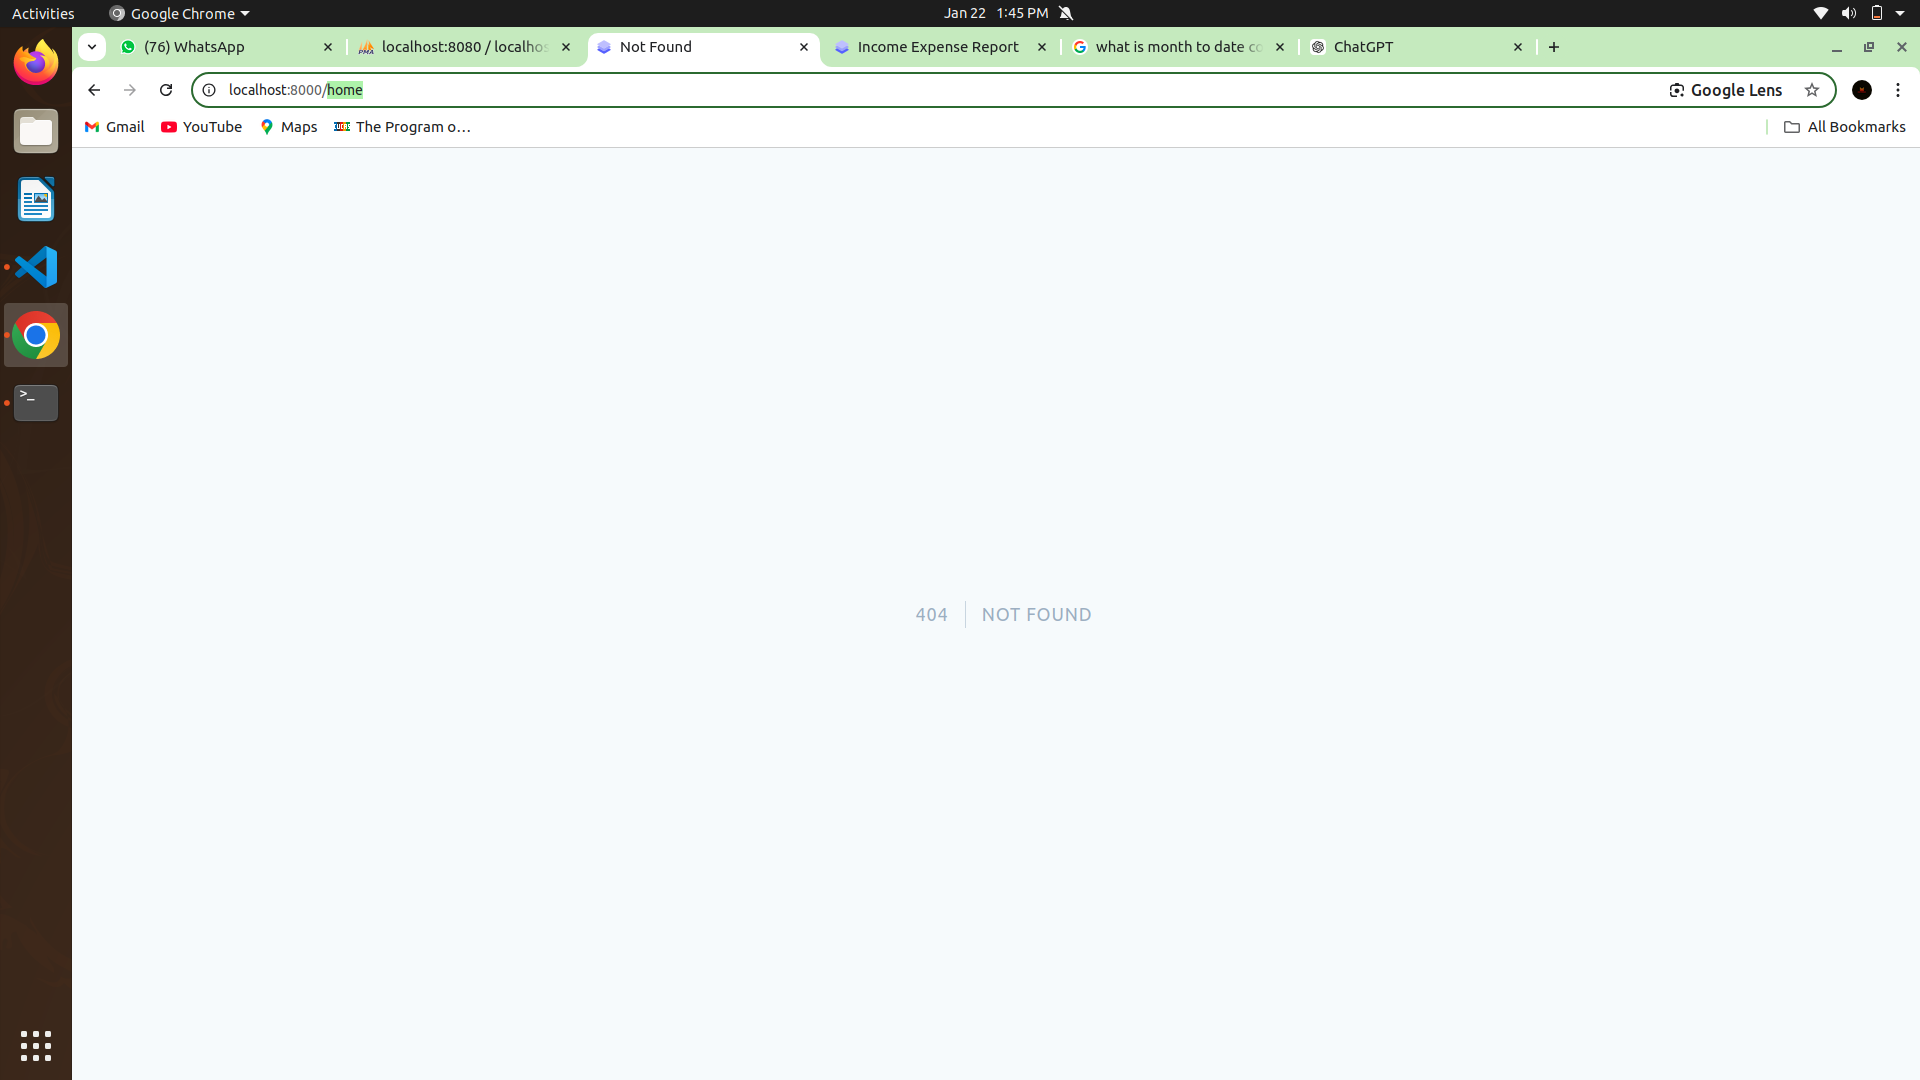 Activities
Google Chrome
Jan 22 1:45 PM
(76) WhatsApp
localhost:8080 / localhos
Not Found
Income Expense Report
what is month to date co
ChatGPT
localhost:8000/home
Google Lens
Gmail
YouTube
Maps
The Program o…
All Bookmarks
404
NOT FOUND